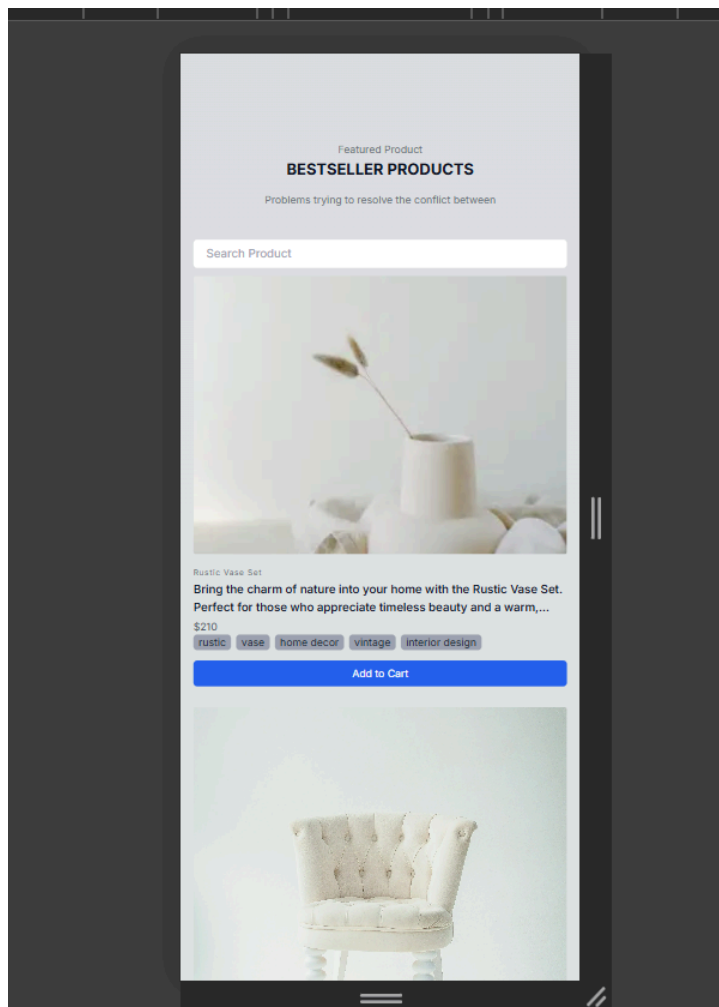 Featured Product
BESTSELLER PRODUCTS
Problems trying to resolve the conflict between
Search Product
Rustic Vase Set
Bring the charm of nature into your home with the Rustic Vase Set.
Perfect for those who appreciate timeless beauty and a warm,...
$210
rustic vase home decor vintage interior design
Add to Cart